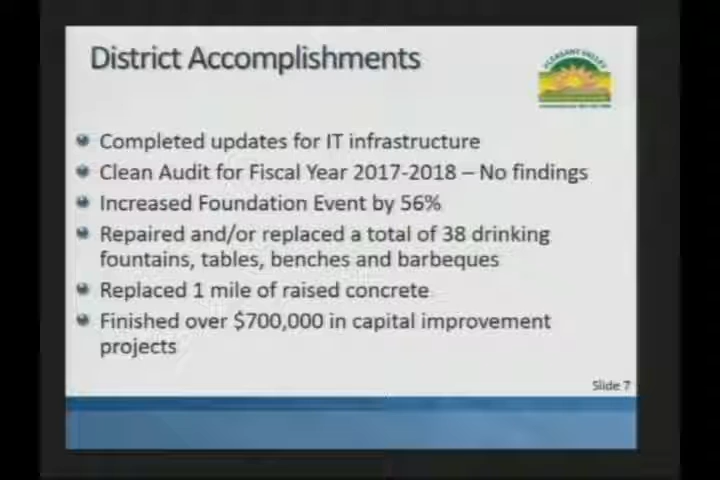 District Accomplishments
PLEASANT VALLEY
Completed updates for IT infrastructure
Clean Audit for Fiscal Year 2017-2018 – No findings
Increased Foundation Event by 56%
Repaired and/or replaced a total of 38 drinking
fountains, tables, benches and barbeques
Replaced 1 mile of raised concrete
Finished over $700,000 in capital improvement
projects
Slide 7